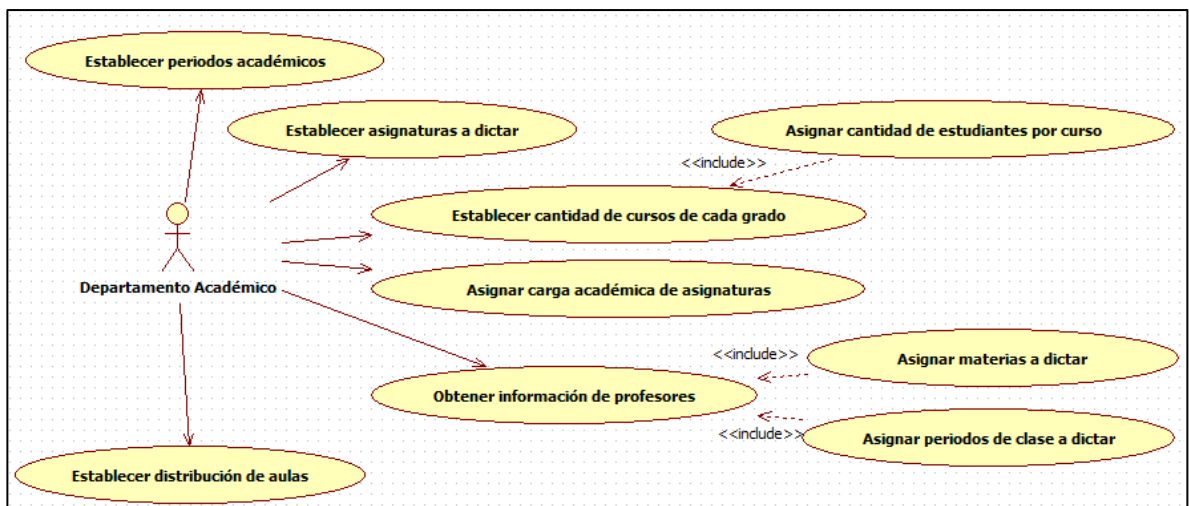 Establecer periodos académicos
Establecer asignaturas a dictar
Asignar cantidad de estudiantes por curso
<<include>>
Establecer cantidad de cursos de cada grado
Departamento Académico
Asignar carga académica de asignaturas
<<include>>
Asignar materias a dictar
Obtener información de profesores
<<include>>
Asignar periodos de clase a dictar
Establecer distribución de aulas